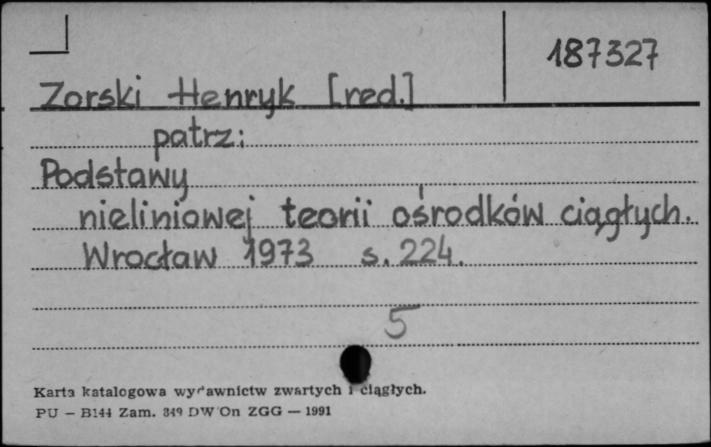 187327
Zorski Henryk [red.]
patrz:
Podstawy
nieliniowej teorii ośrodków ciągłych.
Wrocław 1973 s. 224.
5
Karta katalogowa wydawnictw zwartych i ciągłych.
PU — B144 Zam. 349 DW On ZGG — 1991